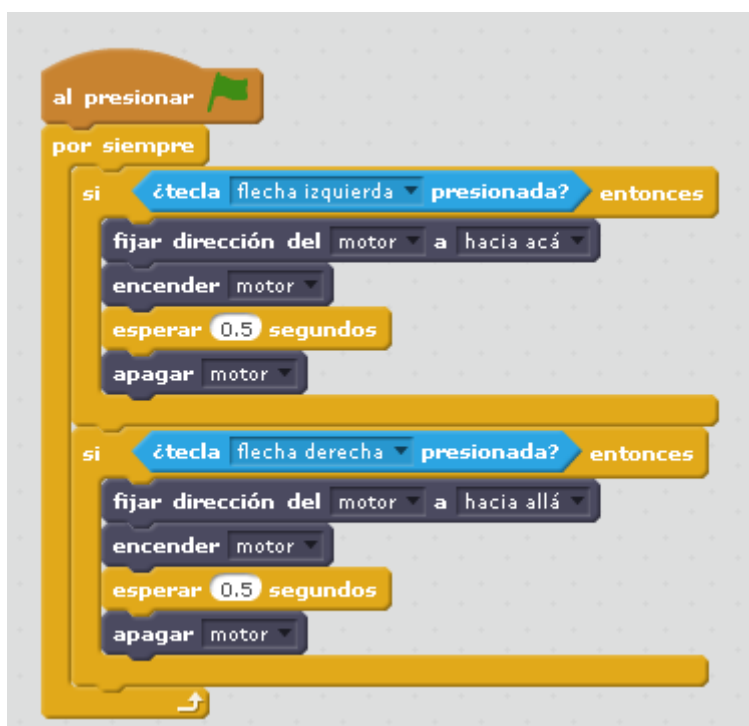 al presionar
por siempre
si ¿tecla flecha izquierda presionada? entonces
fijar dirección del motor a hacia acá
encender motor
esperar 0.5 segundos
apagar motor
si ¿tecla flecha derecha presionada? entonces
fijar dirección del motor a hacia allá
encender motor
esperar 0.5 segundos
apagar motor